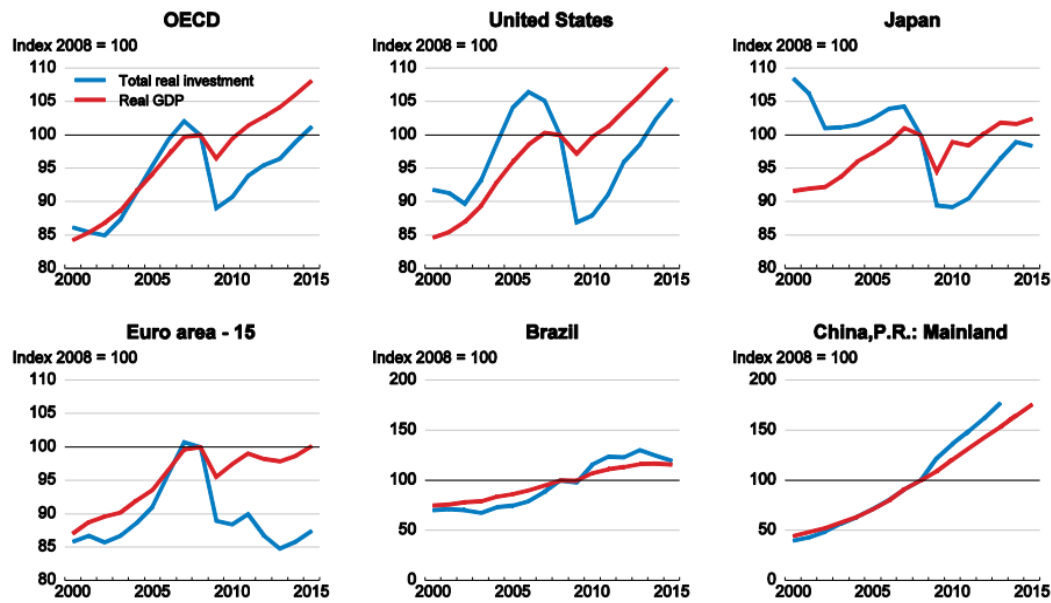 OECD
Index 2008 = 100
110
105
100
95
90
85
80
Total real investment
Real GDP
2000 2005 2010 2015
United States
Index 2008 = 100
110
105
100
95
90
85
80
2000 2005 2010 2015
Japan
Index 2008 = 100
110
105
100
95
90
85
80
2000 2005 2010 2015
Euro area - 15
Index 2008 = 100
110
105
100
95
90
85
80
2000 2005 2010 2015
Brazil
Index 2008 = 100
200
150
100
50
0
2000 2005 2010 2015
China,P.R.: Mainland
Index 2008 = 100
200
150
100
50
0
2000 2005 2010 2015